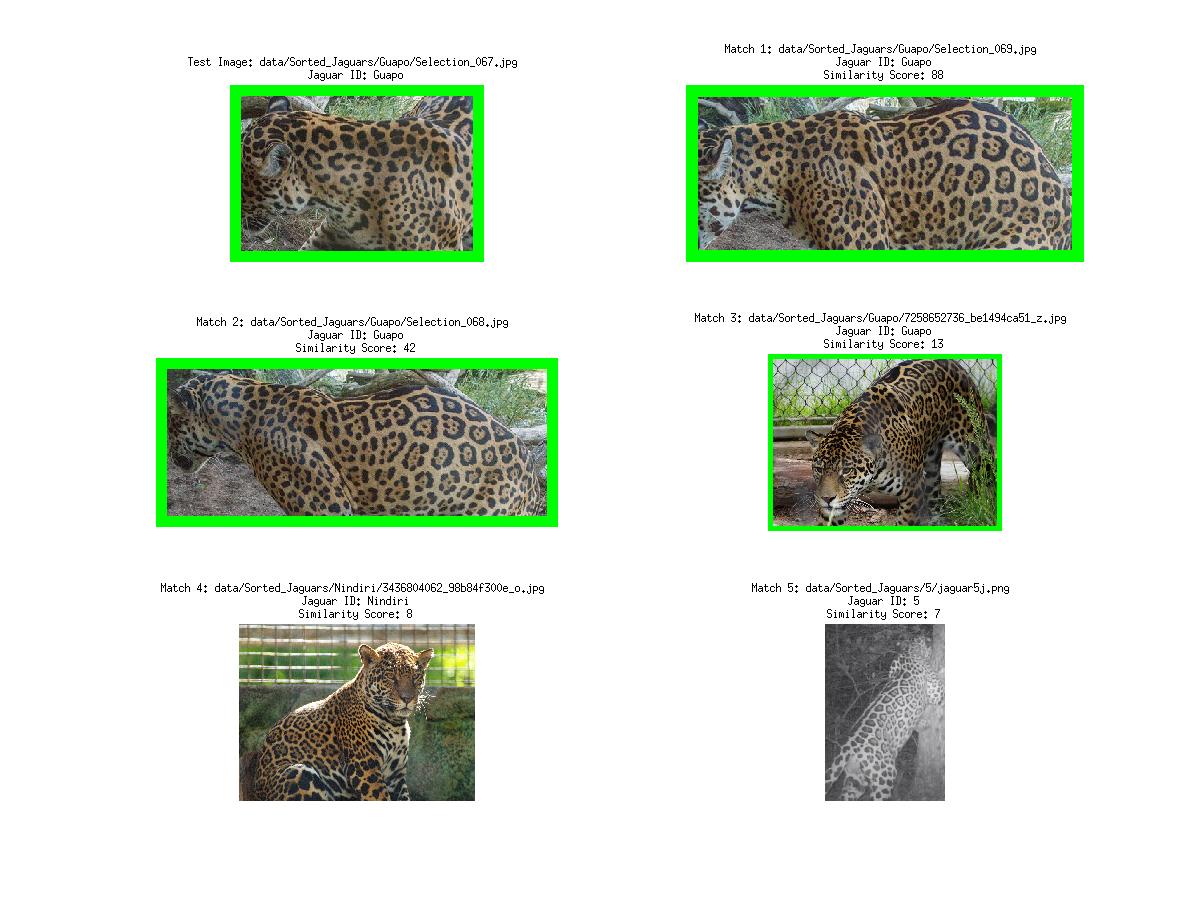 Test Image: data/Sorted_Jaguars/Guapo/Selection_067.jpg
Jaguar ID: Guapo
Match 1: data/Sorted_Jaguars/Guapo/Selection_069.jpg
Jaguar ID: Guapo
Similarity Score: 88
Match 2: data/Sorted_Jaguars/Guapo/Selection_068.jpg
Jaguar ID: Guapo
Similarity Score: 42
Match 3: data/Sorted_Jaguars/Guapo/7258652736_be1494ca51_z.jpg
Jaguar ID: Guapo
Similarity Score: 13
Match 4: data/Sorted_Jaguars/Nindiri/3436804062_98b84f300e_o.jpg
Jaguar ID: Nindiri
Similarity Score: 8
Match 5: data/Sorted_Jaguars/5/jaguar5j.png
Jaguar ID: 5
Similarity Score: 7